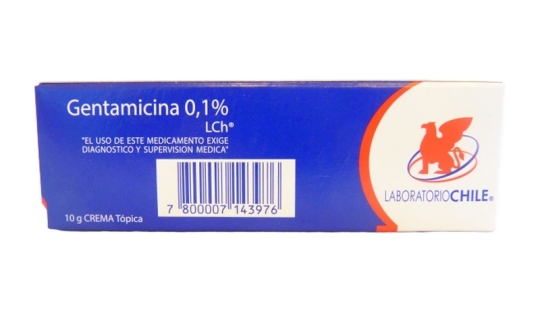 Gentamicina 0,1%
LCh®
"EL USO DE ESTE MEDICAMENTO EXIGE
DIAGNOSTICO Y SUPERVISION MEDICA"
7 800007 143976
10 g CREMA Tópica
LABORATORIOCHILE®